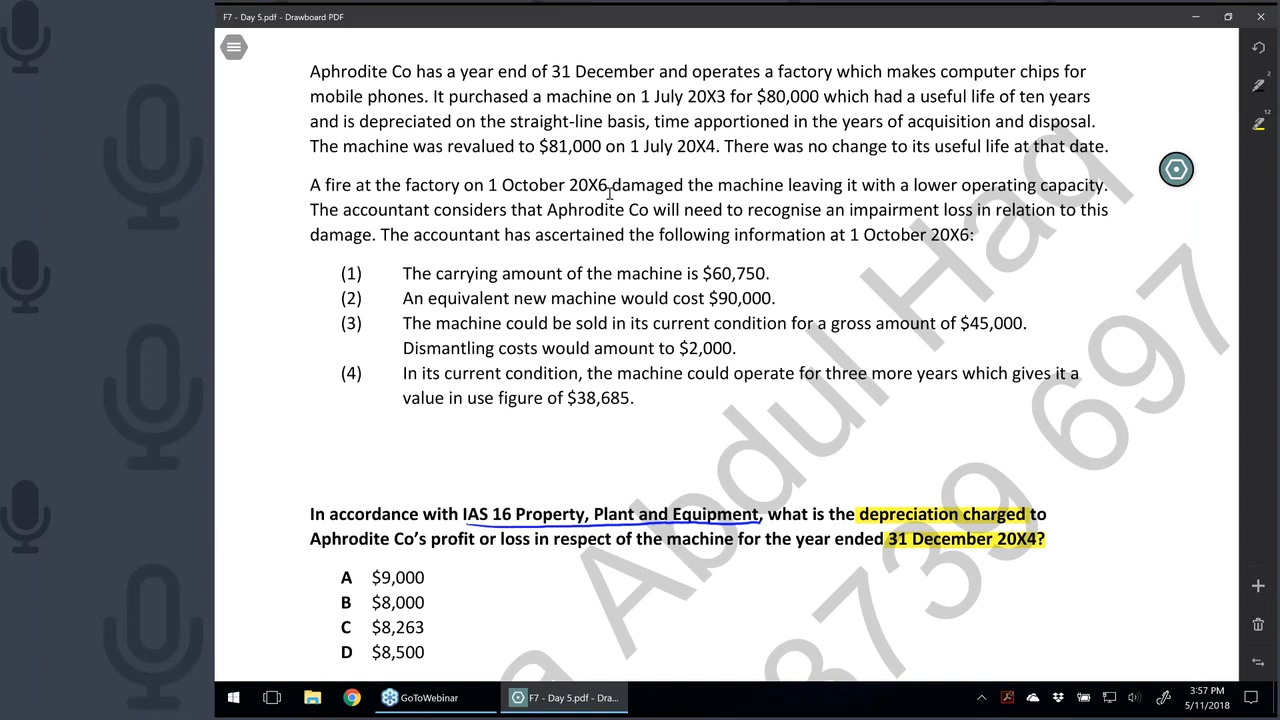 F7 - Day 5.pdf - Drawboard PDF
Aphrodite Co has a year end of 31 December and operates a factory which makes computer chips for
mobile phones. It purchased a machine on 1 July 20X3 for $80,000 which had a useful life of ten years
and is depreciated on the straight-line basis, time apportioned in the years of acquisition and disposal.
The machine was revalued to $81,000 on 1 July 20X4. There was no change to its useful life at that date.
A fire at the factory on 1 October 20X6 damaged the machine leaving it with a lower operating capacity.
The accountant considers that Aphrodite Co will need to recognise an impairment loss in relation to this
damage. The accountant has ascertained the following information at 1 October 20X6:
(1) The carrying amount of the machine is $60,750.
(2) An equivalent new machine would cost $90,000.
(3) The machine could be sold in its current condition for a gross amount of $45,000.
Dismantling costs would amount to $2,000.
(4) In its current condition, the machine could operate for three more years which gives it a
value in use figure of $38,685.
In accordance with IAS 16 Property, Plant and Equipment, what is the depreciation charged to
Aphrodite Co's profit or loss in respect of the machine for the year ended 31 December 20X4?
A $9,000
B $8,000
C $8,263
D $8,500
a Abdul Haq
8739 697
2
12
GoToWebinar
F7 - Day 5.pdf - Dra...
3:57 PM
5/11/2018